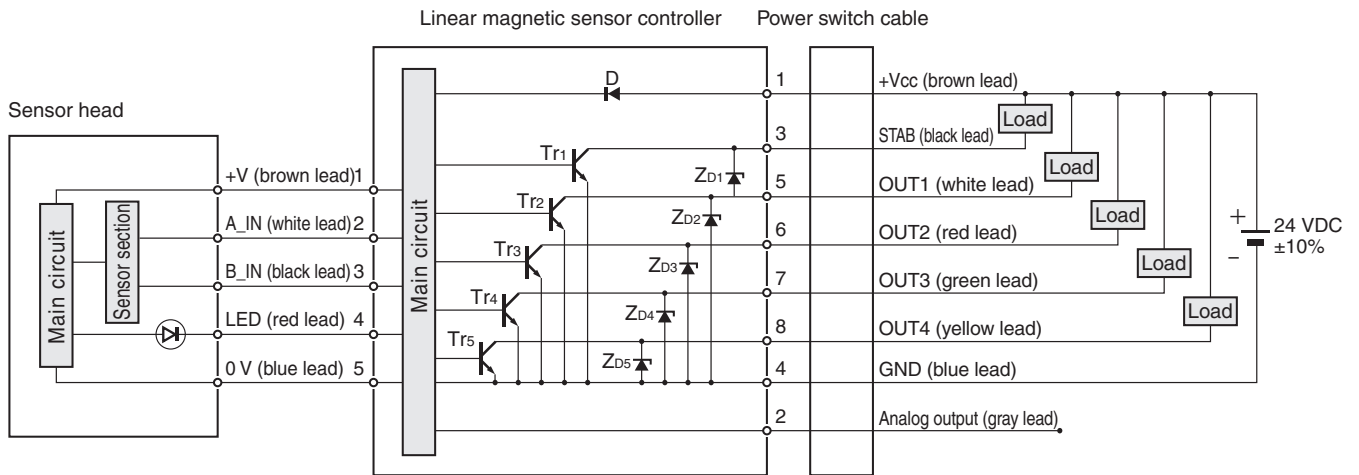 Linear magnetic sensor controller
Power switch cable
Sensor head
D
1
+Vcc (brown lead)
Load
3
STAB (black lead)
Tr1
ZD1
Load
+V (brown lead) 1
5
OUT1 (white lead)
Tr2
ZD2
Load
A_IN (white lead) 2
6
OUT2 (red lead)
+
24 VDC
±10%
−
Tr3
ZD3
Load
Main circuit
Sensor section
B_IN (black lead) 3
Main circuit
7
OUT3 (green lead)
Tr4
ZD4
Load
LED (red lead) 4
8
OUT4 (yellow lead)
Tr5
ZD5
0 V (blue lead) 5
4
GND (blue lead)
2
Analog output (gray lead)